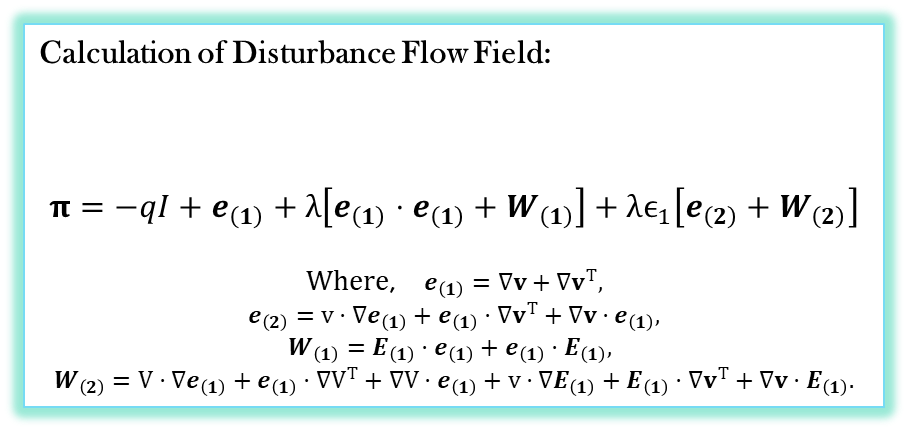 Calculation of Disturbance Flow Field:
𝛑 = −𝑞𝐼 + 𝒆₍𝟏₎ + λ[𝒆₍𝟏₎ · 𝒆₍𝟏₎ + 𝑾₍𝟏₎] + λϵ₁[𝒆₍𝟐₎ + 𝑾₍𝟐₎]
Where, 𝒆₍𝟏₎ = ∇𝐯 + ∇𝐯ᵀ,
𝒆₍𝟐₎ = v · ∇𝒆₍𝟏₎ + 𝒆₍𝟏₎ · ∇𝐯ᵀ + ∇𝐯 · 𝒆₍𝟏₎,
𝑾₍𝟏₎ = 𝑬₍𝟏₎ · 𝒆₍𝟏₎ + 𝒆₍𝟏₎ · 𝑬₍𝟏₎,
𝑾₍𝟐₎ = V · ∇𝒆₍𝟏₎ + 𝒆₍𝟏₎ · ∇Vᵀ + ∇V · 𝒆₍𝟏₎ + v · ∇𝑬₍𝟏₎ + 𝑬₍𝟏₎ · ∇𝐯ᵀ + ∇𝐯 · 𝑬₍𝟏₎.